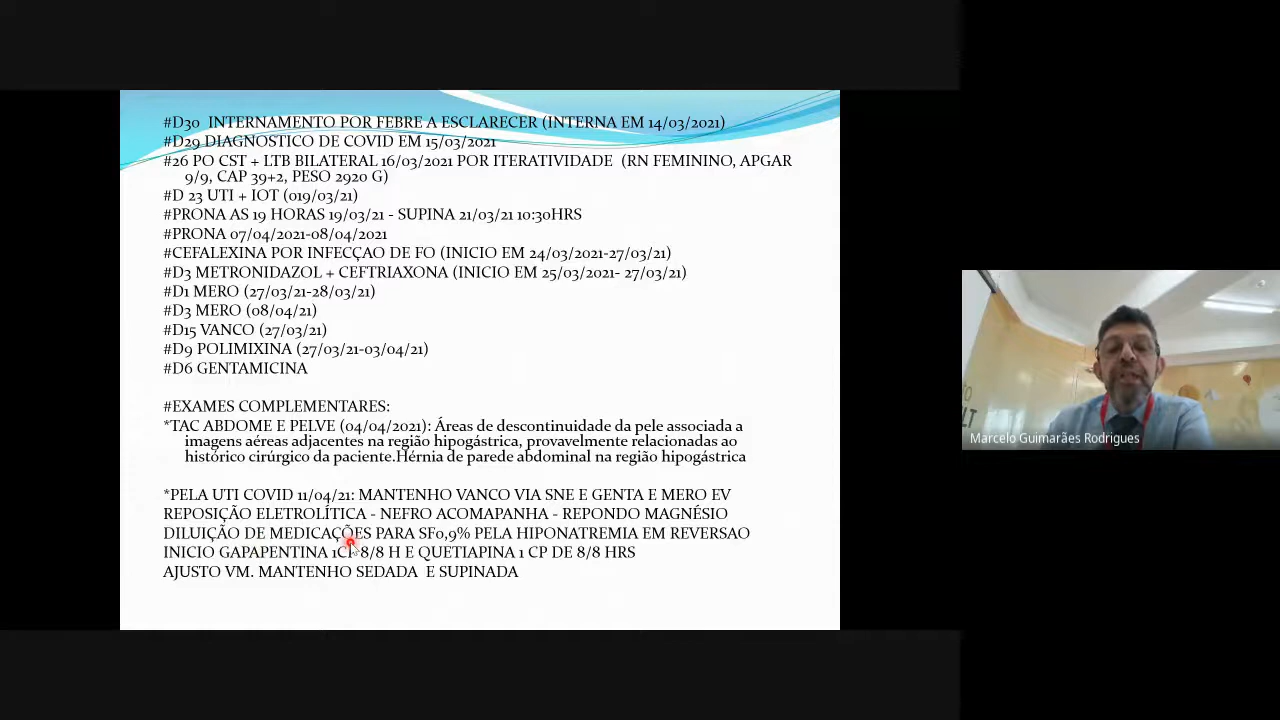 #D30 INTERNAMENTO POR FEBRE A ESCLARECER (INTERNA EM 14/03/2021)
#D29 DIAGNOSTICO DE COVID EM 15/03/2021
#26 PO CST + LTB BILATERAL 16/03/2021 POR ITERATIVIDADE (RN FEMININO, APGAR
9/9, CAP 39+2, PESO 2920 G)
#D 23 UTI + IOT (019/03/21)
#PRONA AS 19 HORAS 19/03/21 - SUPINA 21/03/21 10:30HRS
#PRONA 07/04/2021-08/04/2021
#CEFALEXINA POR INFECÇAO DE FO (INICIO EM 24/03/2021-27/03/21)
#D3 METRONIDAZOL + CEFTRIAXONA (INICIO EM 25/03/2021- 27/03/21)
#D1 MERO (27/03/21-28/03/21)
#D3 MERO (08/04/21)
#D15 VANCO (27/03/21)
#D9 POLIMIXINA (27/03/21-03/04/21)
#D6 GENTAMICINA
#EXAMES COMPLEMENTARES:
*TAC ABDOME E PELVE (04/04/2021): Áreas de descontinuidade da pele associada a
imagens aéreas adjacentes na região hipogástrica, provavelmente relacionadas ao
histórico cirúrgico da paciente.Hérnia de parede abdominal na região hipogástrica
*PELA UTI COVID 11/04/21: MANTENHO VANCO VIA SNE E GENTA E MERO EV
REPOSIÇÃO ELETROLÍTICA - NEFRO ACOMAPANHA - REPONDO MAGNÉSIO
DILUIÇÃO DE MEDICAÇÕES PARA SF0,9% PELA HIPONATREMIA EM REVERSAO
INICIO GAPAPENTINA 1CP 8/8 H E QUETIAPINA 1 CP DE 8/8 HRS
AJUSTO VM. MANTENHO SEDADA E SUPINADA
Marcelo Guimarães Rodrigues